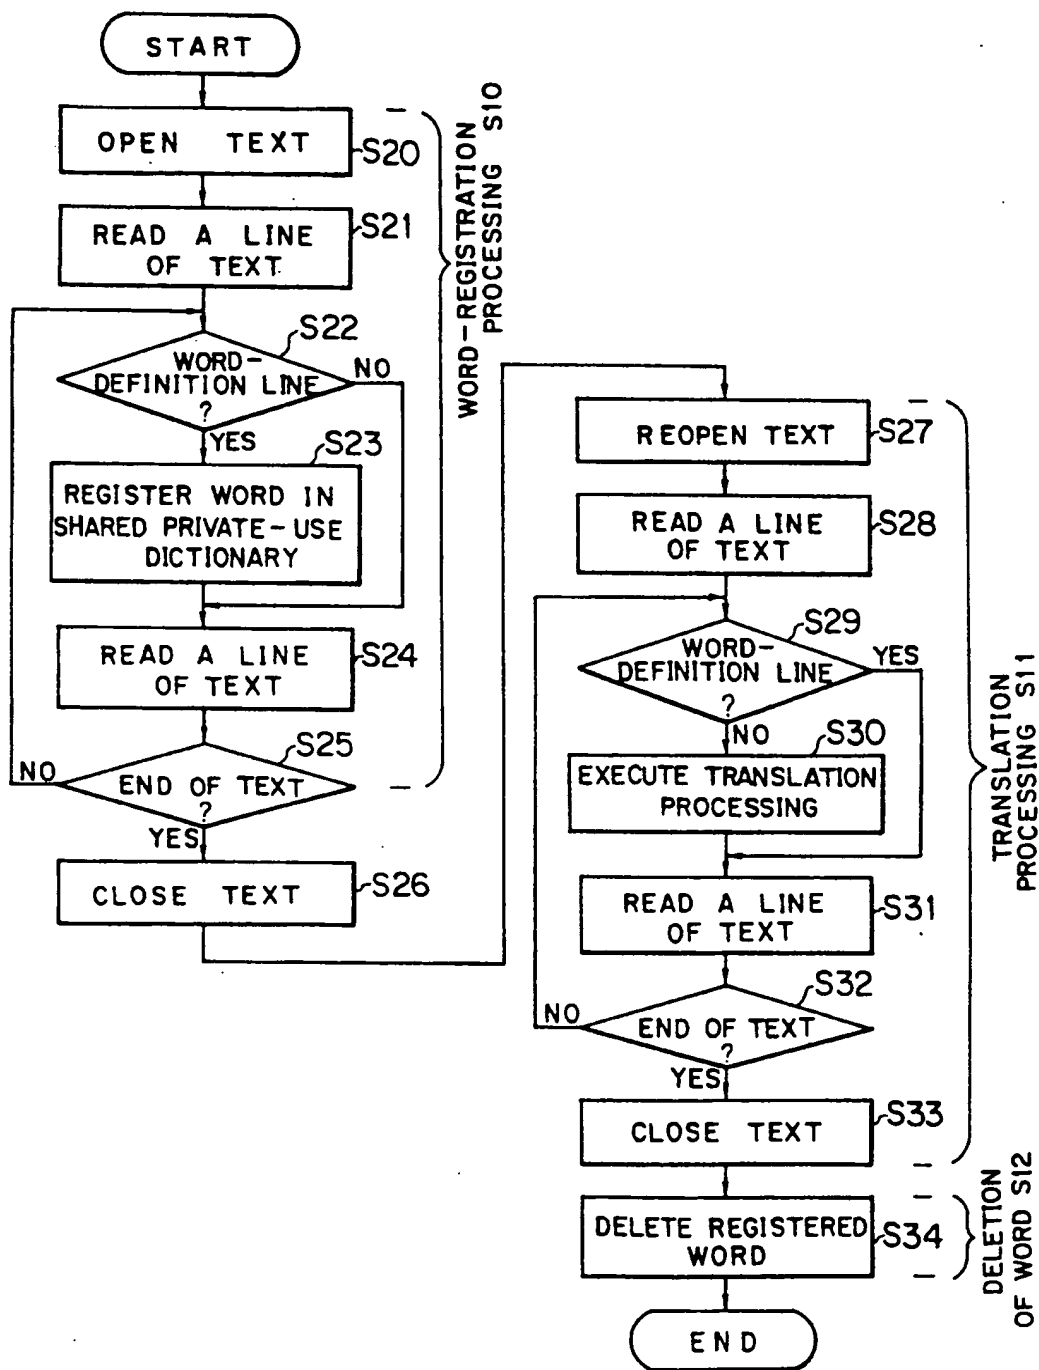 START
OPEN TEXT
S20
READ A LINE
OF TEXT
S21
S22
WORD-
DEFINITION LINE
?
NO
YES
S23
REGISTER WORD IN
SHARED PRIVATE-USE
DICTIONARY
READ A LINE
OF TEXT
S24
S25
END OF TEXT
?
NO
YES
CLOSE TEXT
S26
WORD-REGISTRATION
PROCESSING S10
REOPEN TEXT
S27
READ A LINE
OF TEXT
S28
S29
WORD-
DEFINITION LINE
?
YES
NO
S30
EXECUTE TRANSLATION
PROCESSING
READ A LINE
OF TEXT
S31
S32
END OF TEXT
?
NO
YES
CLOSE TEXT
S33
TRANSLATION
PROCESSING S11
DELETE REGISTERED
WORD
S34
DELETION
OF WORD S12
END